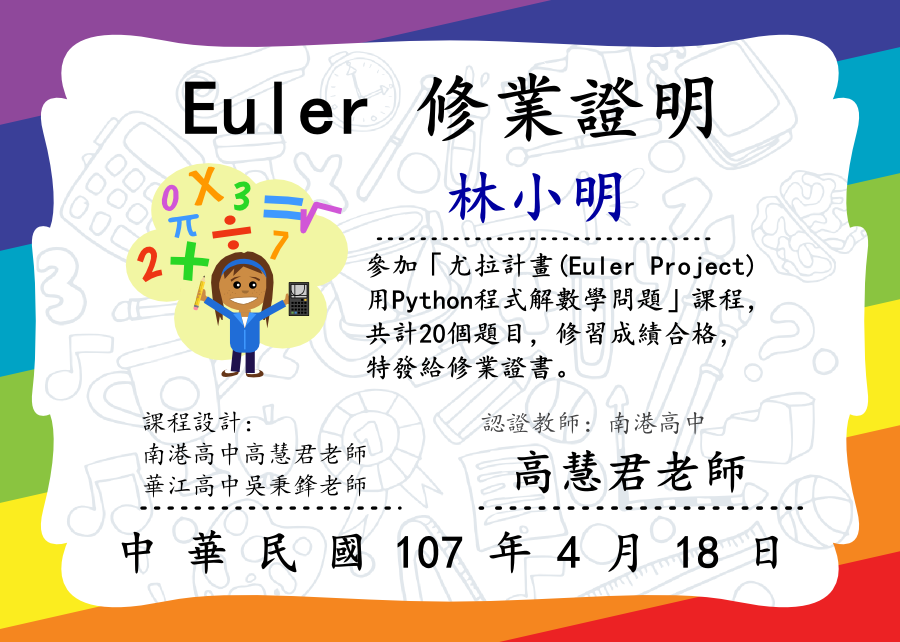 Euler 修業證明
林小明
0 X 3 = √
π ÷ 7
2 +
參加「尤拉計畫(Euler Project)
用Python程式解數學問題」課程,
共計20個題目, 修習成績合格,
特發給修業證書。
課程設計:
南港高中高慧君老師
華江高中吳秉鋒老師
認證教師: 南港高中
高慧君老師
中 華 民 國 107 年 4 月 18 日